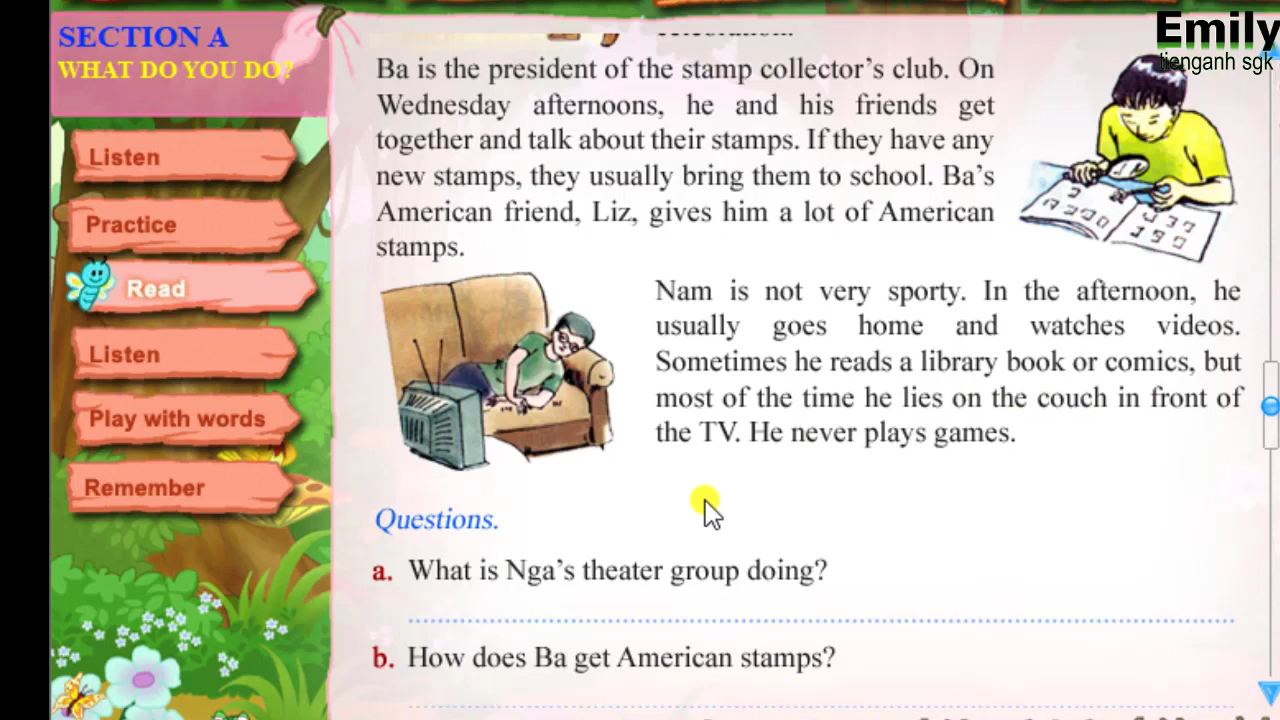 SECTION A
WHAT DO YOU DO?
Listen
Practice
Read
Listen
Play with words
Remember
Emily
tienganh sgk
Ba is the president of the stamp collector's club. On
Wednesday afternoons, he and his friends get
together and talk about their stamps. If they have any
new stamps, they usually bring them to school. Ba's
American friend, Liz, gives him a lot of American
stamps.
Nam is not very sporty. In the afternoon, he
usually goes home and watches videos.
Sometimes he reads a library book or comics, but
most of the time he lies on the couch in front of
the TV. He never plays games.
Questions.
a. What is Nga's theater group doing?
b. How does Ba get American stamps?